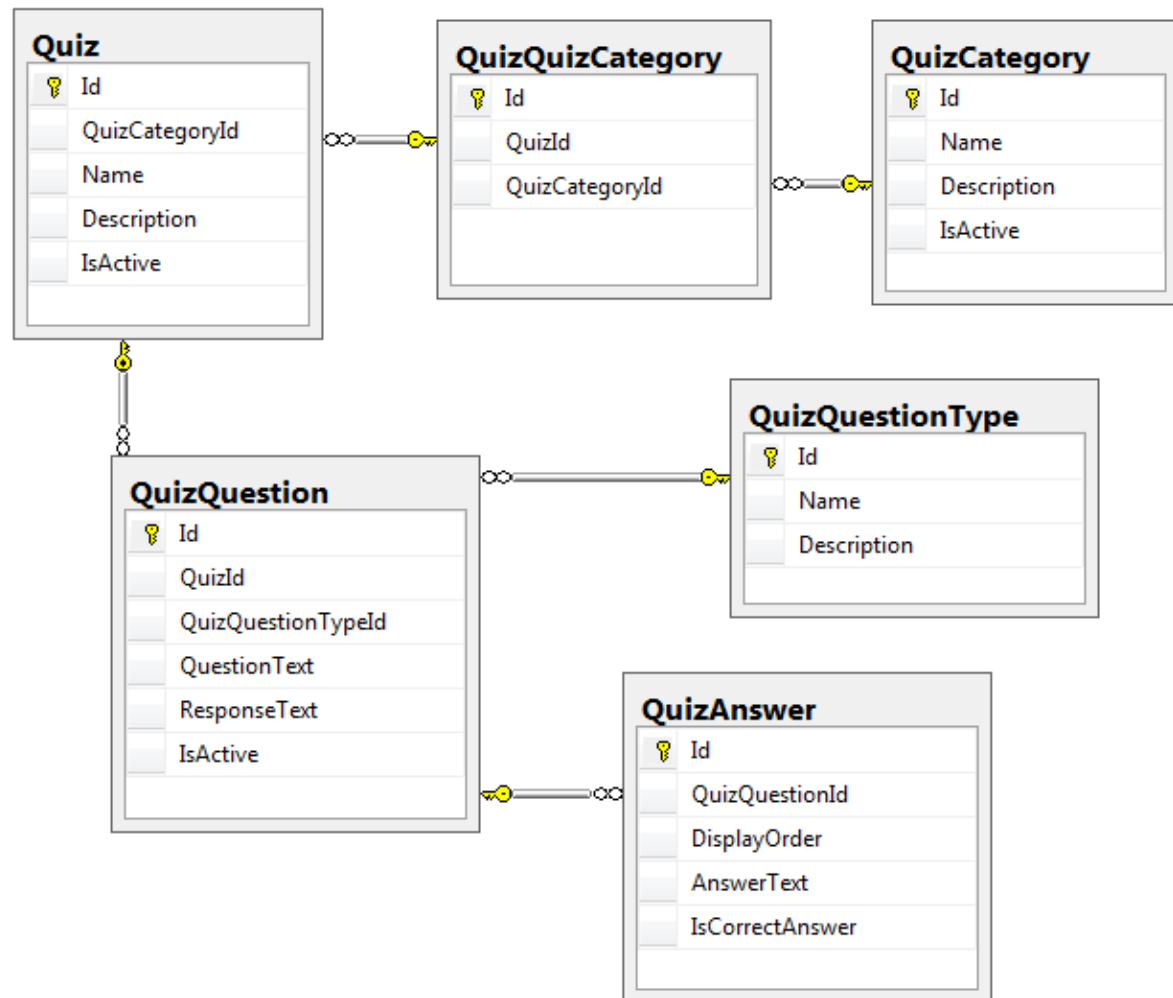 Quiz
Id
QuizCategoryId
Name
Description
IsActive
QuizQuizCategory
Id
QuizId
QuizCategoryId
QuizCategory
Id
Name
Description
IsActive
QuizQuestionType
Id
Name
Description
QuizQuestion
Id
QuizId
QuizQuestionTypeId
QuestionText
ResponseText
IsActive
QuizAnswer
Id
QuizQuestionId
DisplayOrder
AnswerText
IsCorrectAnswer